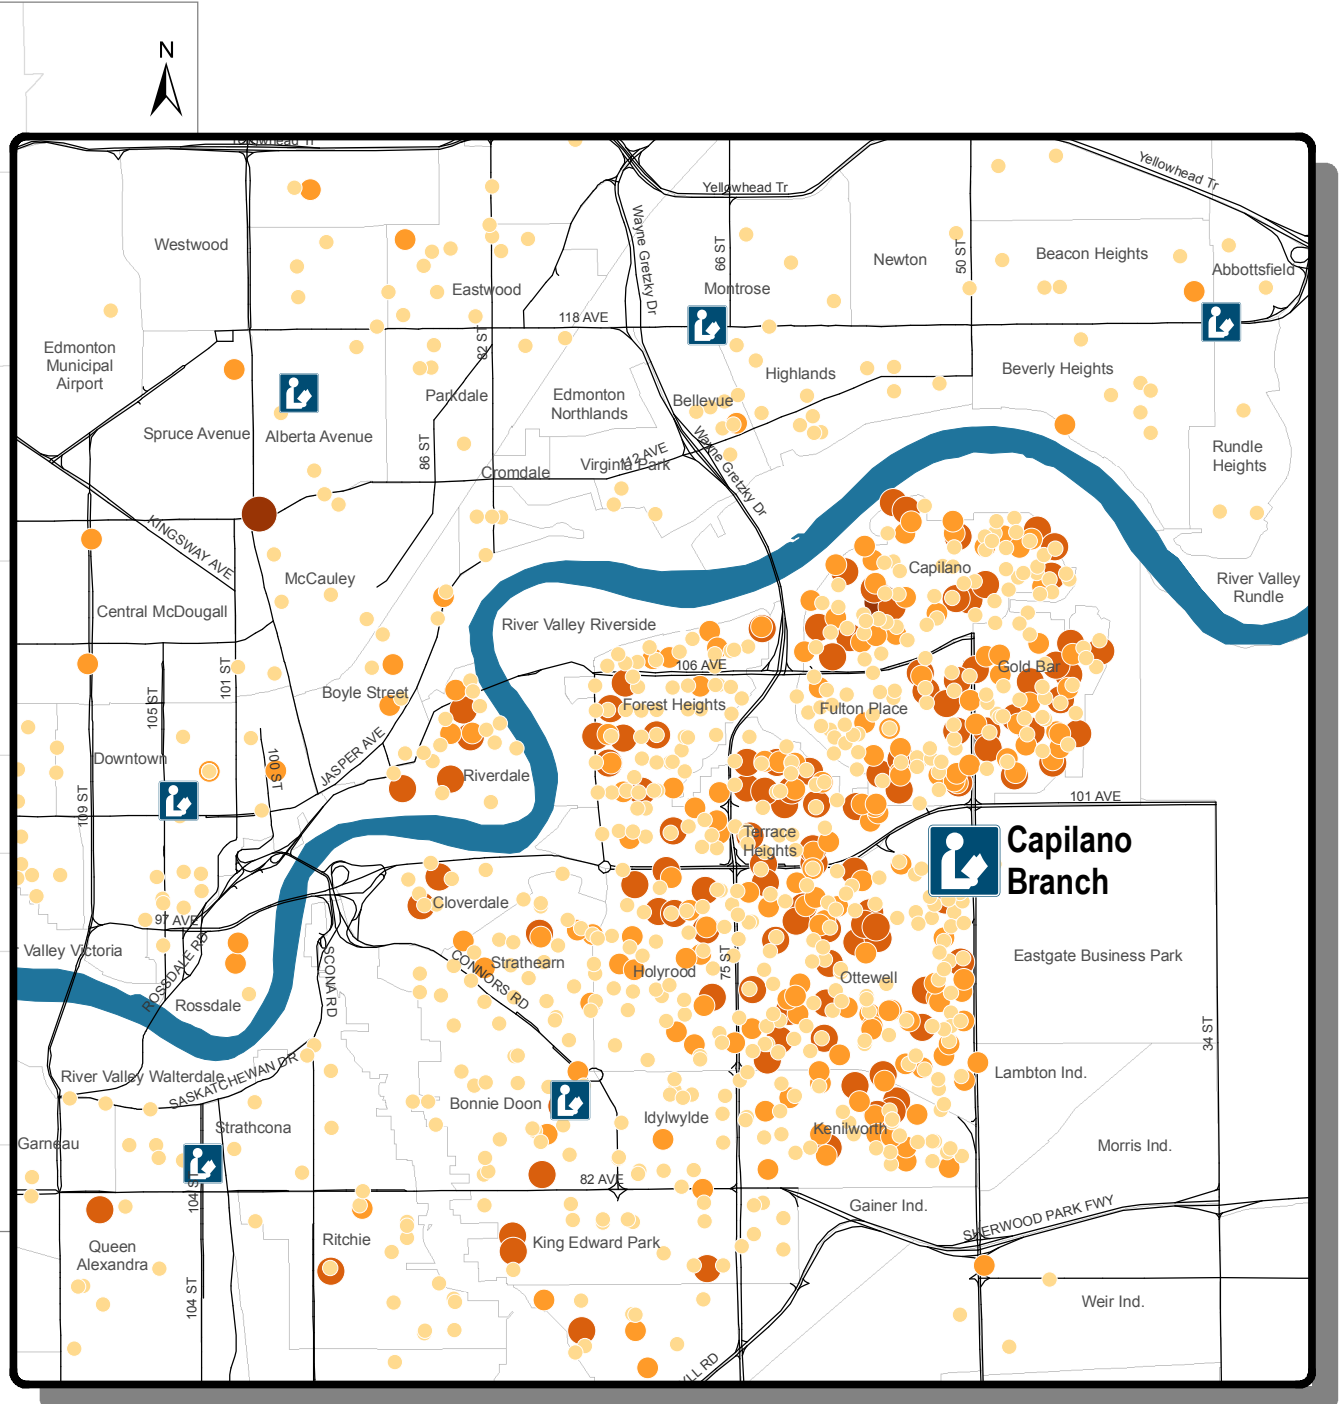 N
Yellowhead Tr
Yellowhead Tr
Yellowhead Tr
Westwood
Wayne Gretzky Dr
66 ST
Newton
50 ST
Beacon Heights
Abbottsfield
Eastwood
Montrose
118 AVE
82 ST
Edmonton
Municipal
Airport
Highlands
Beverly Heights
Parkdale
Edmonton
Northlands
Bellevue
Spruce Avenue
Alberta Avenue
86 ST
Cromdale
Virginia Park
112 AVE
Wayne Gretzky Dr
Rundle
Heights
KINGSWAY AVE
McCauley
Capilano
River Valley
Rundle
Central McDougall
River Valley Riverside
106 AVE
Gold Bar
101 ST
105 ST
Boyle Street
Forest Heights
Fulton Place
Downtown
100 ST
JASPER AVE
Riverdale
109 ST
101 AVE
Terrace
Heights
Capilano
Branch
Cloverdale
97 AVE
Valley Victoria
ROSSDALE RD
SCONA RD
CONNORS RD
Strathearn
Holyrood
75 ST
Ottewell
Eastgate Business Park
Rossdale
34 ST
River Valley Walterdale
SASKATCHEWAN DR
Lambton Ind.
Bonnie Doon
Idylwylde
Kenilworth
Garneau
Strathcona
Morris Ind.
82 AVE
104 ST
Gainer Ind.
SHERWOOD PARK FWY
Queen
Alexandra
Ritchie
King Edward Park
104 ST
Weir Ind.
YLL RD